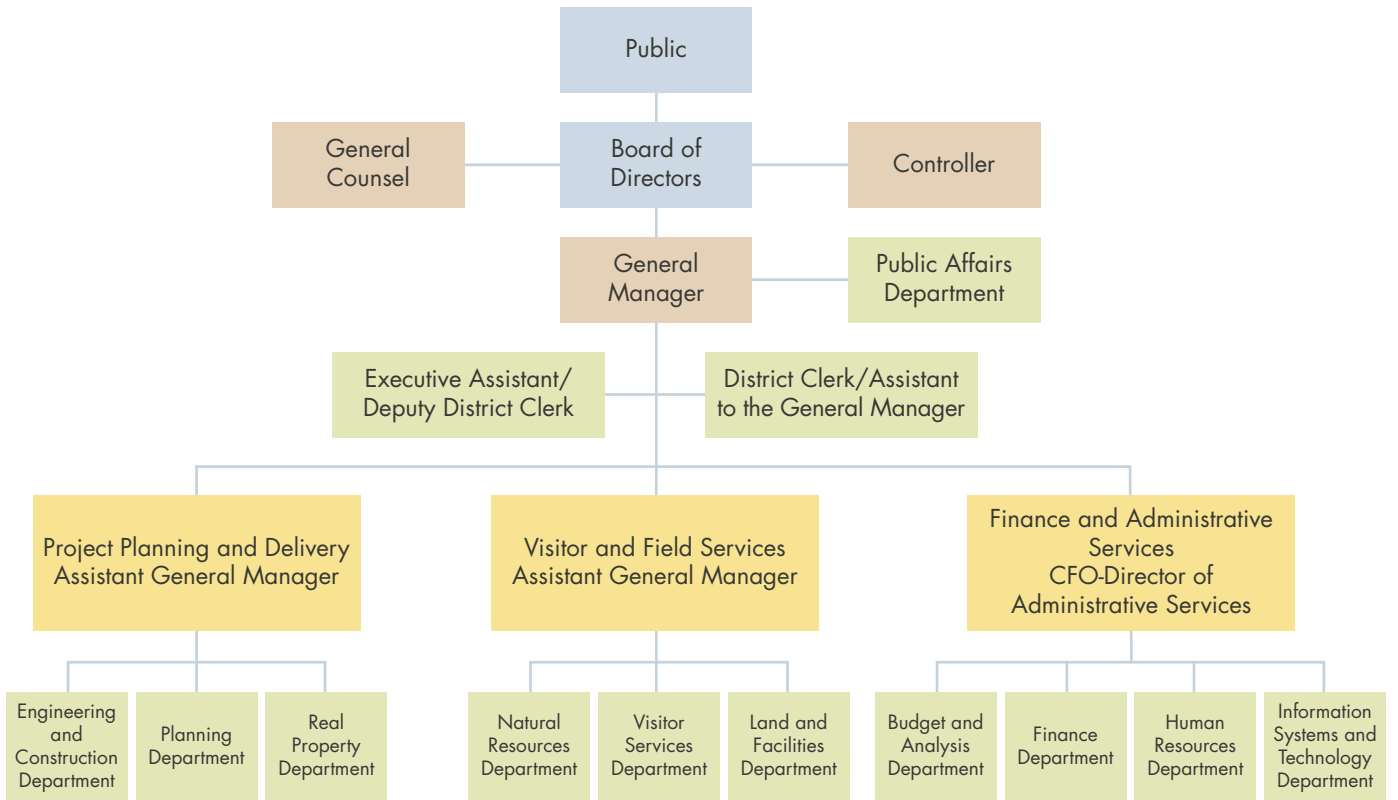 Public
General
Counsel
Board of
Directors
Controller
General
Manager
Public Affairs
Department
Executive Assistant/
Deputy District Clerk
District Clerk/Assistant
to the General Manager
Project Planning and Delivery
Assistant General Manager
Visitor and Field Services
Assistant General Manager
Finance and Administrative
Services
CFO-Director of
Administrative Services
Engineering
and
Construction
Department
Planning
Department
Real
Property
Department
Natural
Resources
Department
Visitor
Services
Department
Land and
Facilities
Department
Budget and
Analysis
Department
Finance
Department
Human
Resources
Department
Information
Systems and
Technology
Department